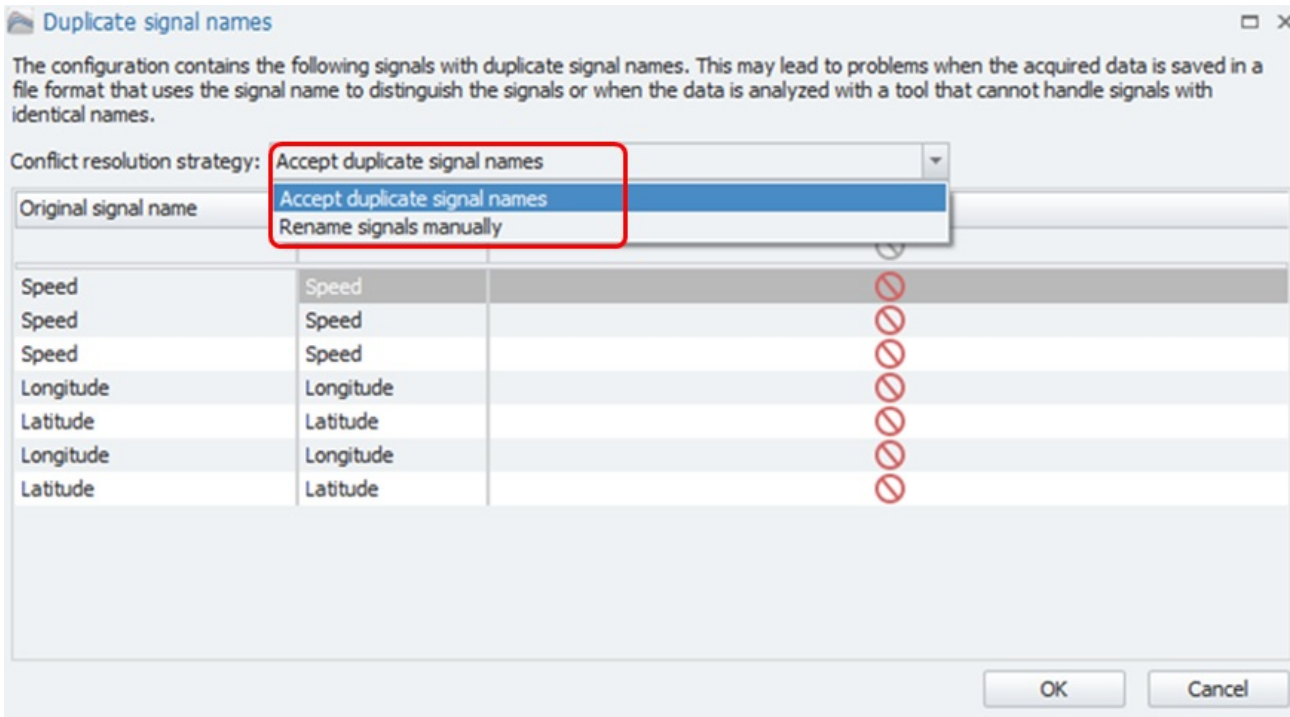 Duplicate signal names
The configuration contains the following signals with duplicate signal names. This may lead to problems when the acquired data is saved in a
file format that uses the signal name to distinguish the signals or when the data is analyzed with a tool that cannot handle signals with
identical names.
Conflict resolution strategy: Accept duplicate signal names
Accept duplicate signal names
Original signal name
Rename signals manually
Speed Speed
Speed Speed
Speed Speed
Longitude Longitude
Latitude Latitude
Longitude Longitude
Latitude Latitude
OK Cancel